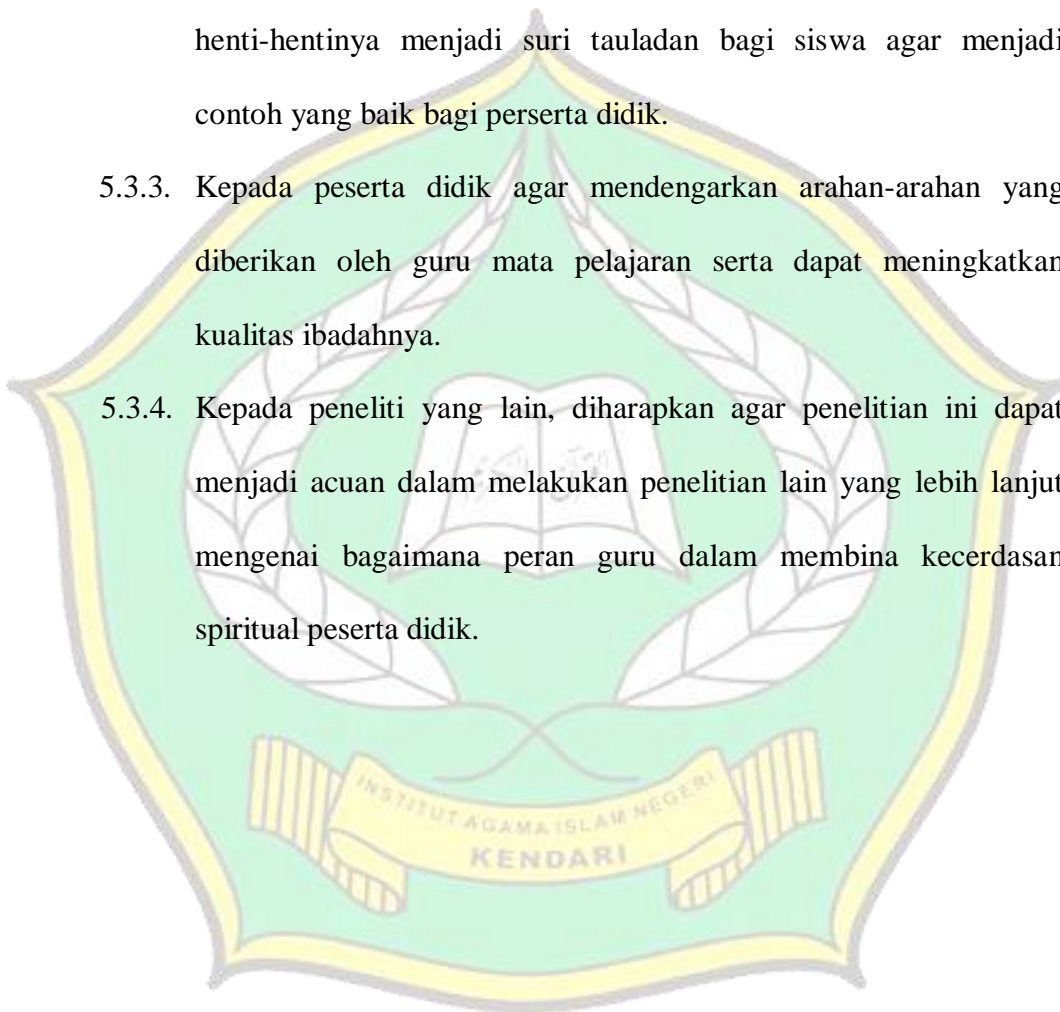 henti-hentinya menjadi suri tauladan bagi siswa agar menjadi
contoh yang baik bagi perserta didik.
5.3.3. Kepada peserta didik agar mendengarkan arahan-arahan yang
diberikan oleh guru mata pelajaran serta dapat meningkatkan
kualitas ibadahnya.
5.3.4. Kepada peneliti yang lain, diharapkan agar penelitian ini dapat
menjadi acuan dalam melakukan penelitian lain yang lebih lanjut
mengenai bagaimana peran guru dalam membina kecerdasan
spiritual peserta didik.
INSTITUT AGAMA ISLAM NEGERI
KENDARI